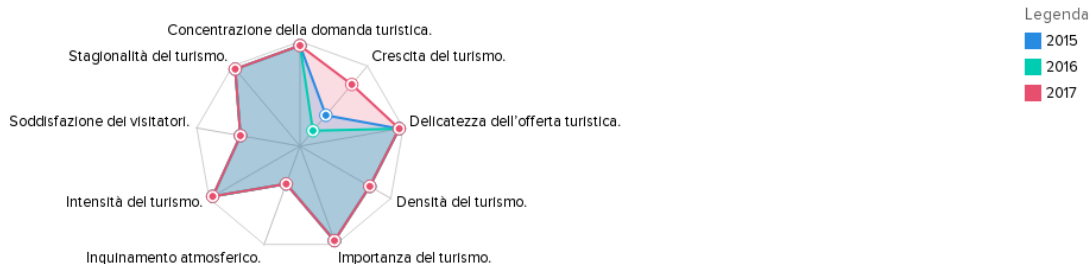 Legenda
2015
2016
2017
Concentrazione della domanda turistica.
Crescita del turismo.
Delicatezza dell'offerta turistica.
Densità del turismo.
Importanza del turismo.
Inquinamento atmosferico.
Intensità del turismo.
Soddisfazione dei visitatori.
Stagionalità del turismo.